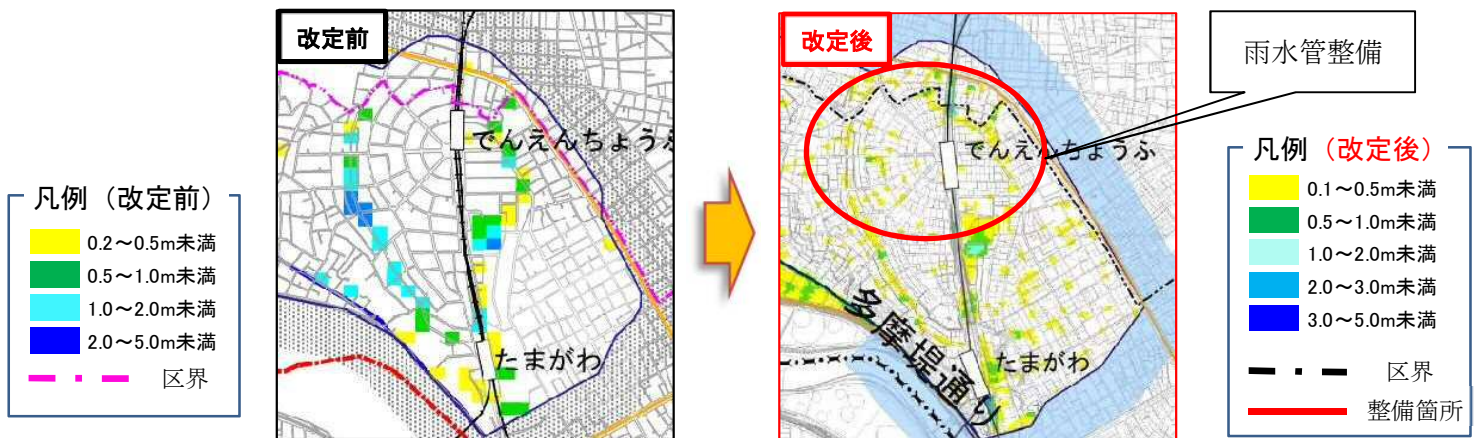 凡例（改定前）
0.2～0.5m未満
0.5～1.0m未満
1.0～2.0m未満
2.0～5.0m未満
区界
改定前
でんえんちょうふ
たまがわ
改定後
でんえんちょうふ
たまがわ
多摩堤通り
雨水管整備
凡例（改定後）
0.1～0.5m未満
0.5～1.0m未満
1.0～2.0m未満
2.0～3.0m未満
3.0～5.0m未満
区界
整備箇所